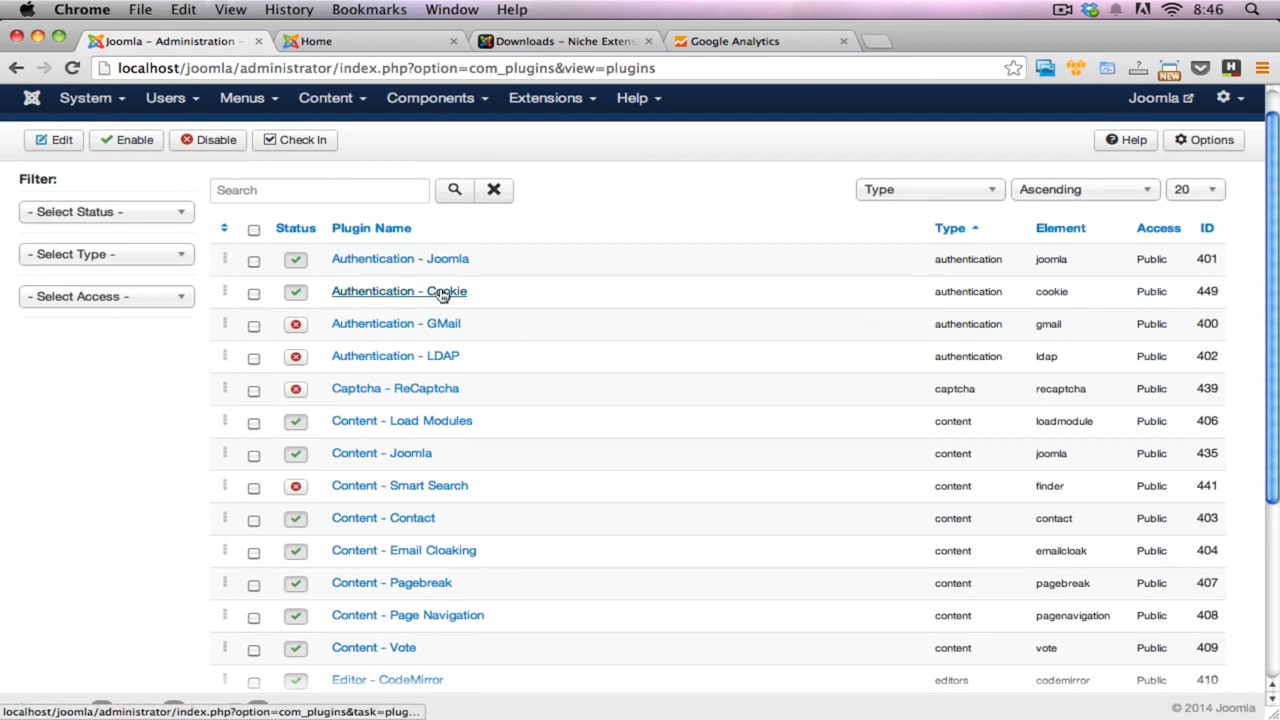 Chrome File Edit View History Bookmarks Window Help 8:46
Joomla - Administration - Home Downloads - Niche Extens Google Analytics
localhost/joomla/administrator/index.php?option=com_plugins&view=plugins NEW
System Users Menus Content Components Extensions Help Joomla
Edit Enable Disable Check In Help Options
Filter:
Search Type Ascending 20
- Select Status -
Status Plugin Name Type Element Access ID
- Select Type -
Authentication - Joomla authentication joomla Public 401
- Select Access -
Authentication - Cookie authentication cookie Public 449
Authentication - GMail authentication gmail Public 400
Authentication - LDAP authentication ldap Public 402
Captcha - ReCaptcha captcha recaptcha Public 439
Content - Load Modules content loadmodule Public 406
Content - Joomla content joomla Public 435
Content - Smart Search content finder Public 441
Content - Contact content contact Public 403
Content - Email Cloaking content emailcloak Public 404
Content - Pagebreak content pagebreak Public 407
Content - Page Navigation content pagenavigation Public 408
Content - Vote content vote Public 409
Editor - CodeMirror editors codemirror Public 410
localhost/joomla/administrator/index.php?option=com_plugins&task=plug... © 2014 Joomla